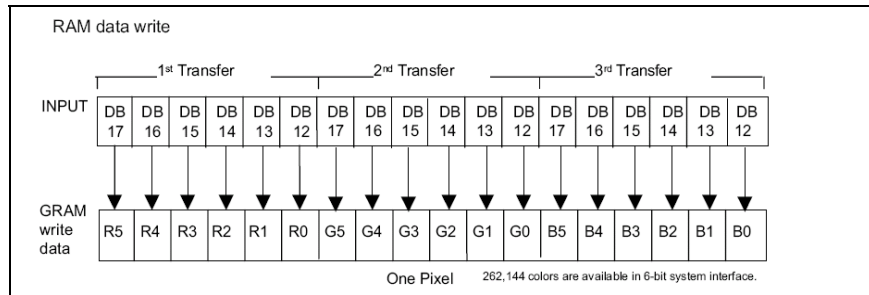 RAM data write
1st Transfer 2nd Transfer 3rd Transfer
INPUT DB 17 DB 16 DB 15 DB 14 DB 13 DB 12 DB 17 DB 16 DB 15 DB 14 DB 13 DB 12 DB 17 DB 16 DB 15 DB 14 DB 13 DB 12
GRAM write data R5 R4 R3 R2 R1 R0 G5 G4 G3 G2 G1 G0 B5 B4 B3 B2 B1 B0
One Pixel 262,144 colors are available in 6-bit system interface.